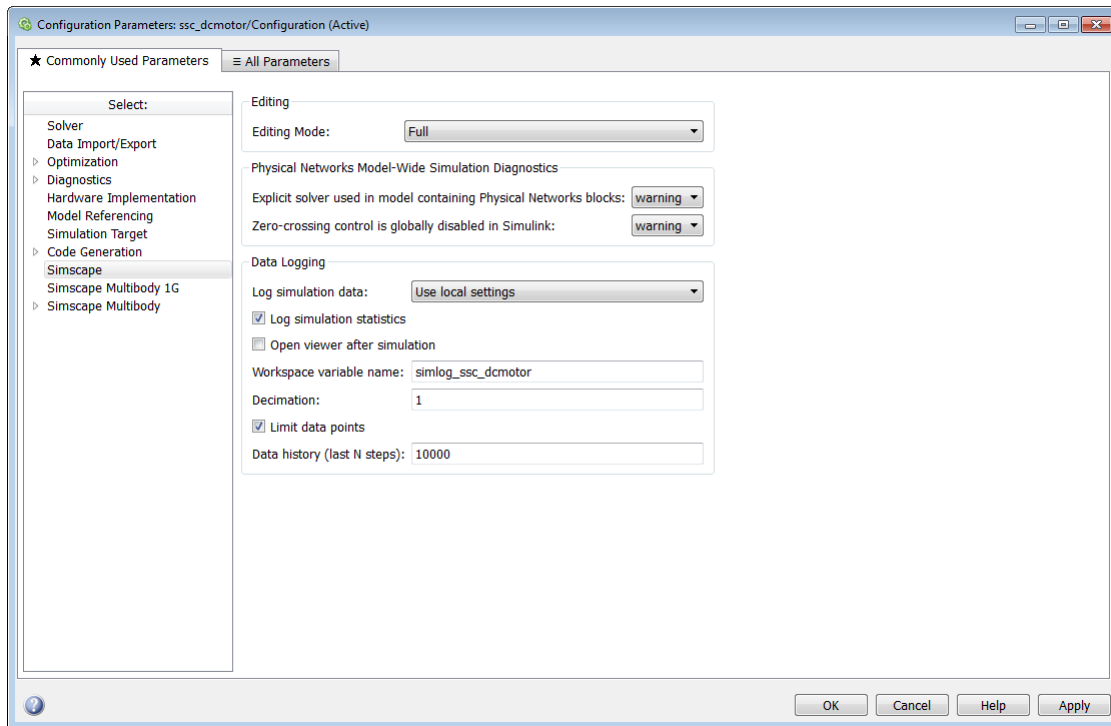 Configuration Parameters: ssc_dcmotor/Configuration (Active)
★ Commonly Used Parameters
≡ All Parameters
Select:
Solver
Data Import/Export
Optimization
Diagnostics
Hardware Implementation
Model Referencing
Simulation Target
Code Generation
Simscape
Simscape Multibody 1G
Simscape Multibody
Editing
Editing Mode: Full
Physical Networks Model-Wide Simulation Diagnostics
Explicit solver used in model containing Physical Networks blocks: warning
Zero-crossing control is globally disabled in Simulink: warning
Data Logging
Log simulation data: Use local settings
Log simulation statistics
Open viewer after simulation
Workspace variable name: simlog_ssc_dcmotor
Decimation: 1
Limit data points
Data history (last N steps): 10000
OK Cancel Help Apply